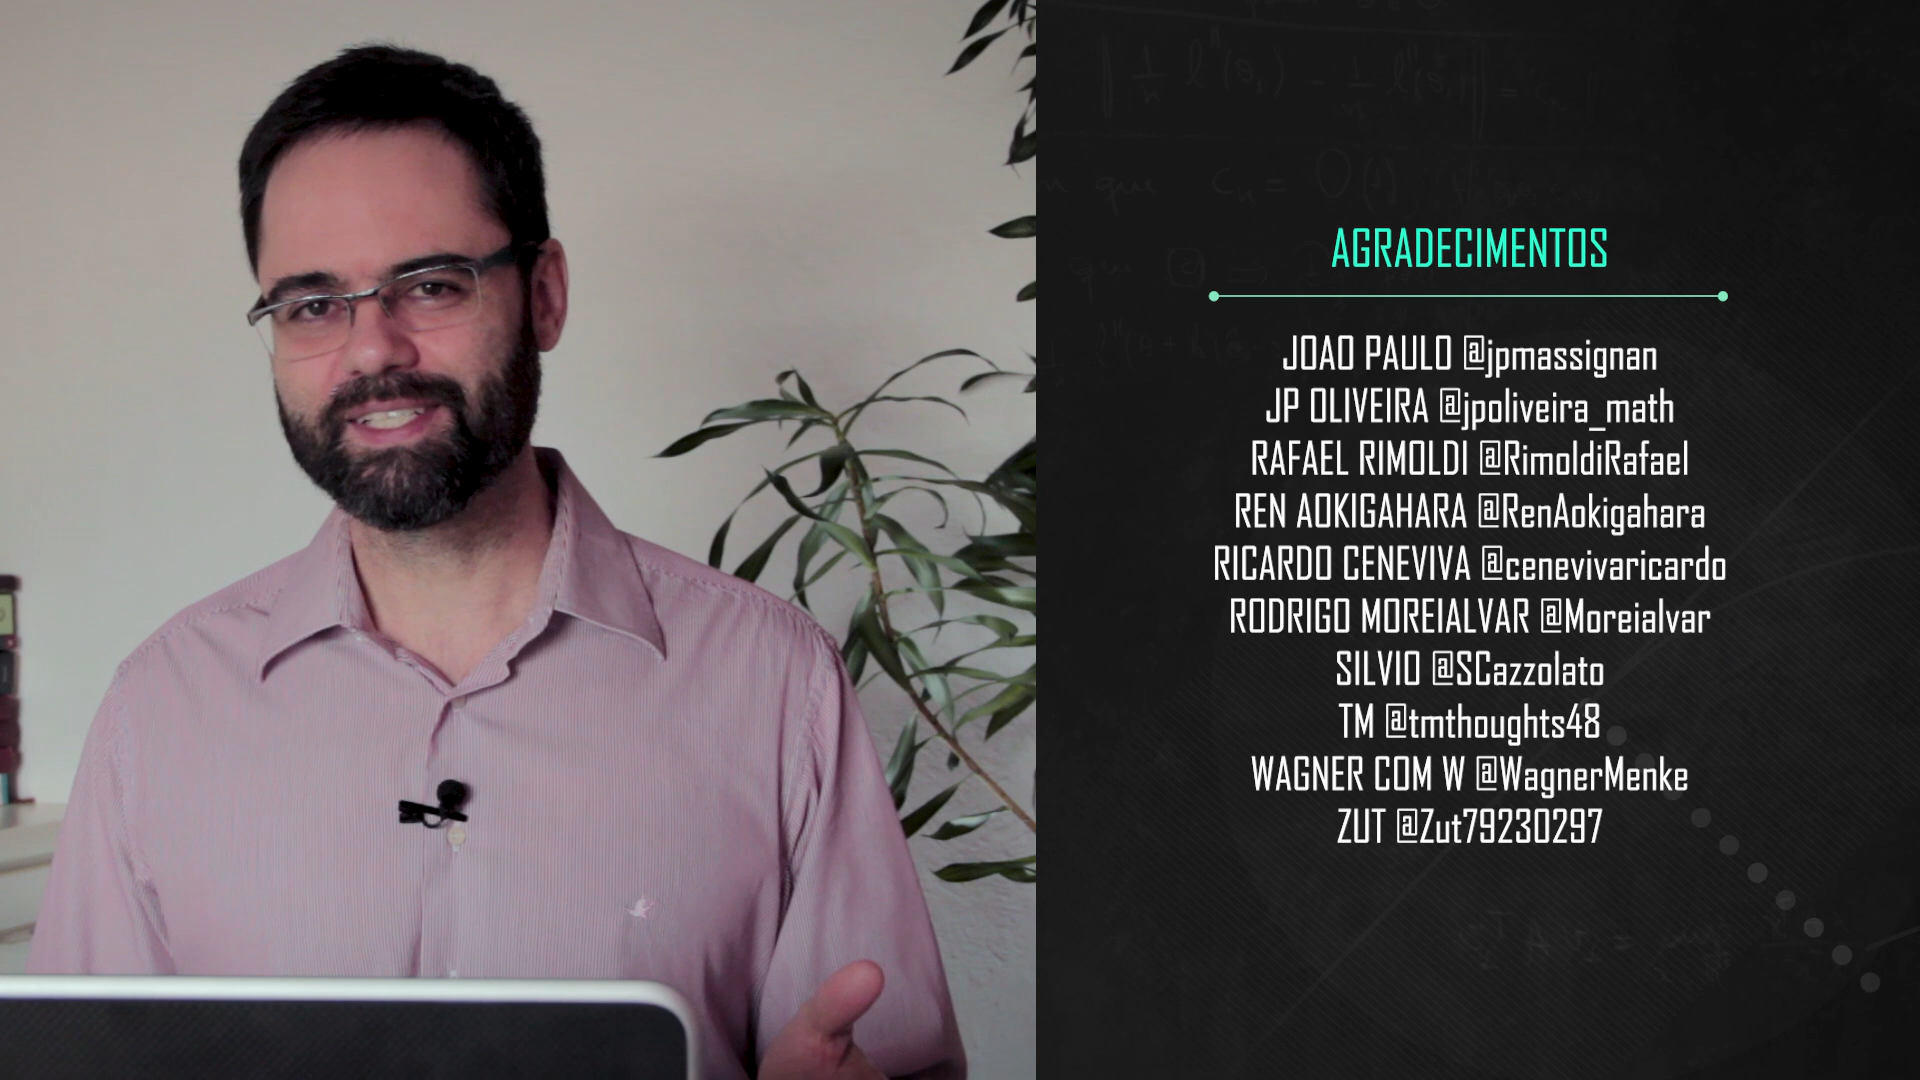 AGRADECIMENTOS
JOAO PAULO @jpmassignan
JP OLIVEIRA @jpoliveira_math
RAFAEL RIMOLDI @RimoldiRafael
REN AOKIGAHARA @RenAokigahara
RICARDO CENEVIVA @cenevivaricardo
RODRIGO MOREIALVAR @Moreialvar
SILVIO @SCazzolato
TM @tmthoughts48
WAGNER COM W @WagnerMenke
ZUT @Zut79230297